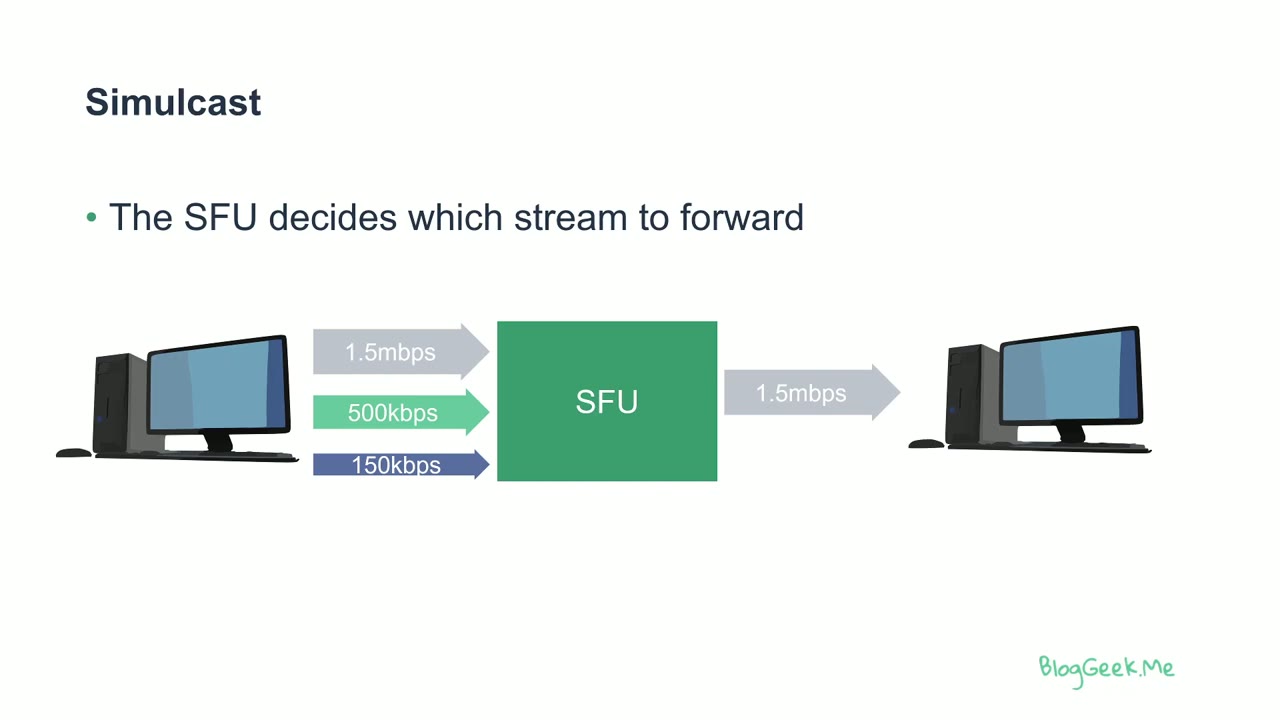 Simulcast
• The SFU decides which stream to forward
1.5mbps
500kbps
150kbps
SFU
1.5mbps
BlogGeek.Me